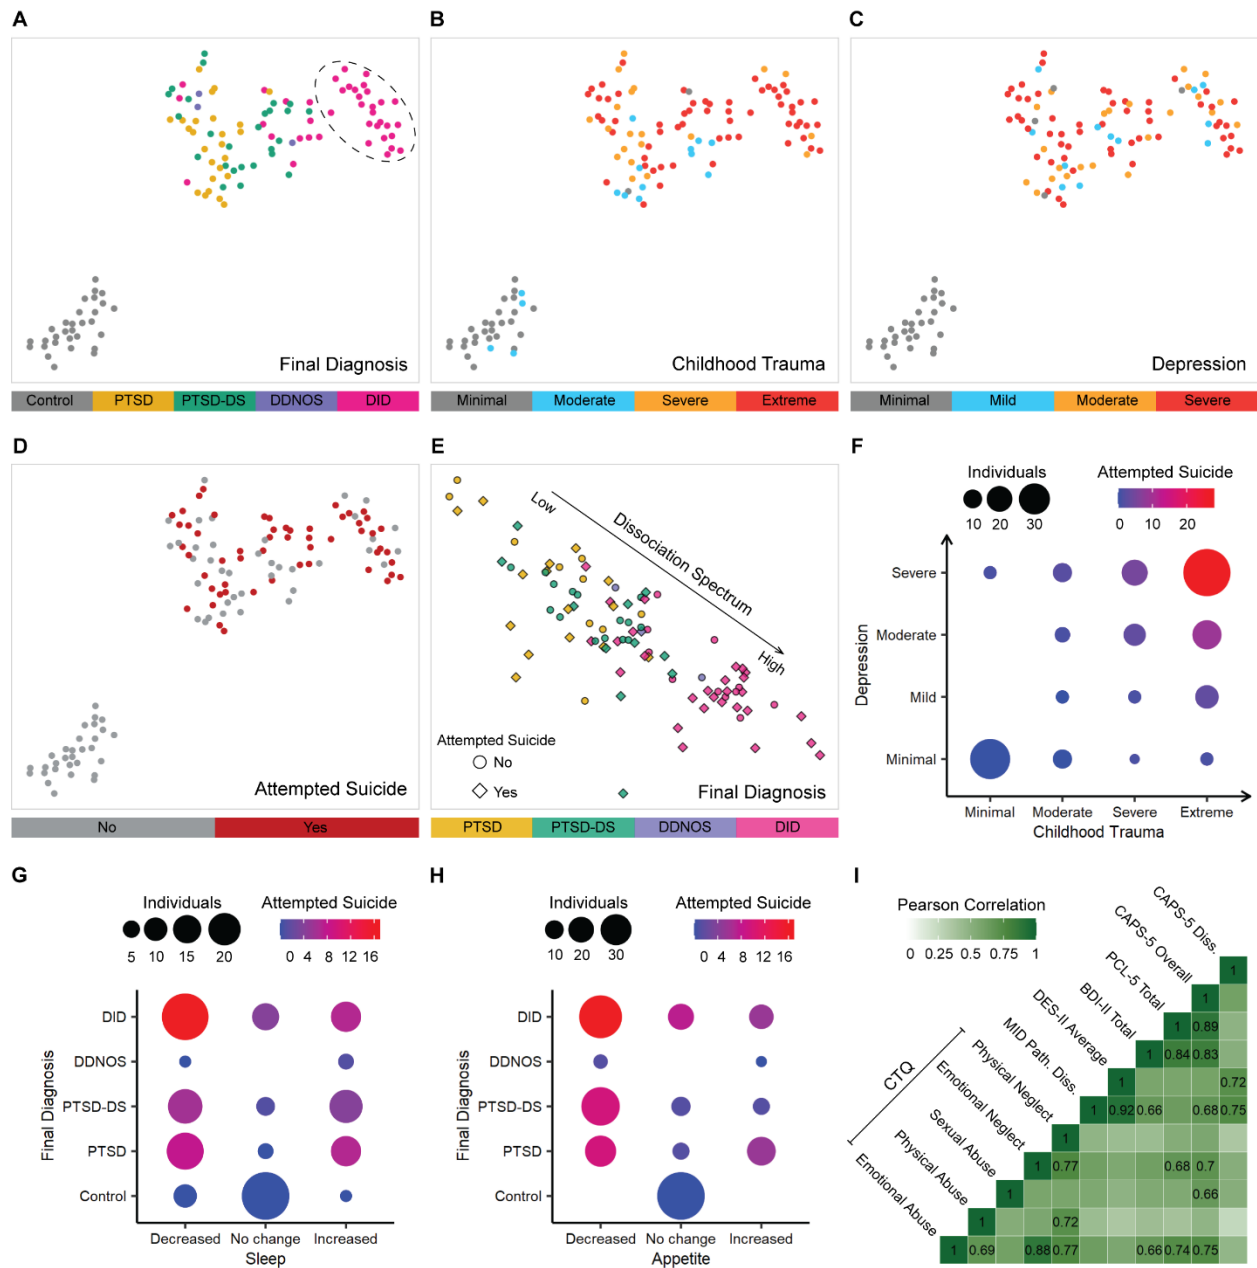 A
Final Diagnosis
Control PTSD PTSD-DS DDNOS DID
B
Childhood Trauma
Minimal Moderate Severe Extreme
C
Depression
Minimal Mild Moderate Severe
D
Attempted Suicide
No Yes
E
Low
Dissociation Spectrum
High
Attempted Suicide
No
Yes
Final Diagnosis
PTSD PTSD-DS DDNOS DID
F
Individuals
10 20 30
Attempted Suicide
0 10 20
Depression
Severe
Moderate
Mild
Minimal
Minimal Moderate Severe Extreme
Childhood Trauma
G
Individuals
5 10 15 20
Attempted Suicide
0 4 8 12 16
Final Diagnosis
DID
DDNOS
PTSD-DS
PTSD
Control
Decreased No change Increased
Sleep
H
Individuals
10 20 30
Attempted Suicide
0 4 8 12 16
Final Diagnosis
DID
DDNOS
PTSD-DS
PTSD
Control
Decreased No change Increased
Appetite
I
Pearson Correlation
0 0.25 0.5 0.75 1
CAPS-5 Diss.
CAPS-5 Overall
PCL-5 Total
BDI-II Total
DES-II Average
MID Path. Diss.
CTQ
Physical Neglect
Emotional Neglect
Sexual Abuse
Physical Abuse
Emotional Abuse
1
1
1 0.89
1 0.84 0.83
1 0.72
1 0.92 0.66 0.68 0.75
1
1 0.77 0.68 0.7
1 0.66
1 0.72
1 0.69 0.88 0.77 0.66 0.74 0.75